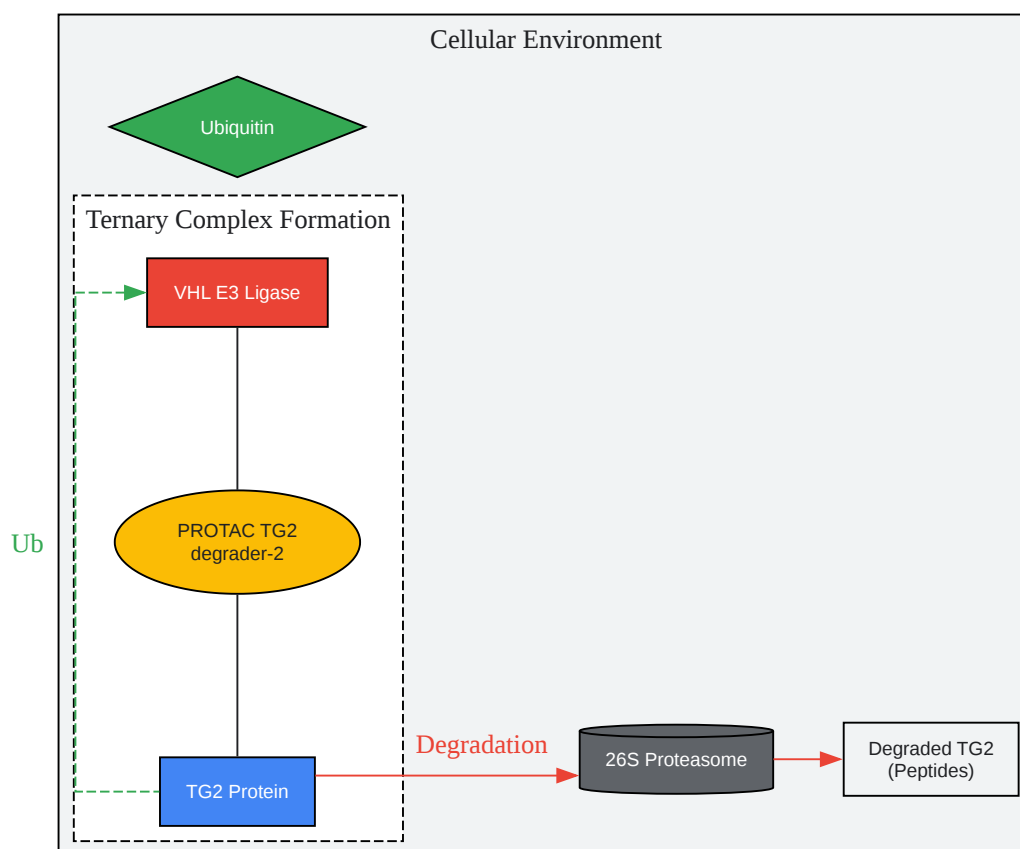 Cellular Environment
Ubiquitin
Ternary Complex Formation
VHL E3 Ligase
PROTAC TG2
degrader-2
Ub
TG2 Protein
Degradation
26S Proteasome
Degraded TG2
(Peptides)